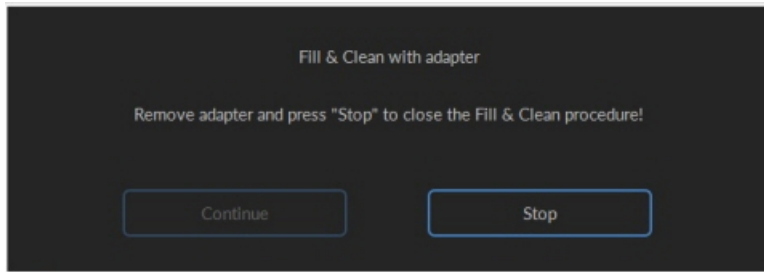 Fill & Clean with adapter
Remove adapter and press "Stop" to close the Fill & Clean procedure!
Continue
Stop